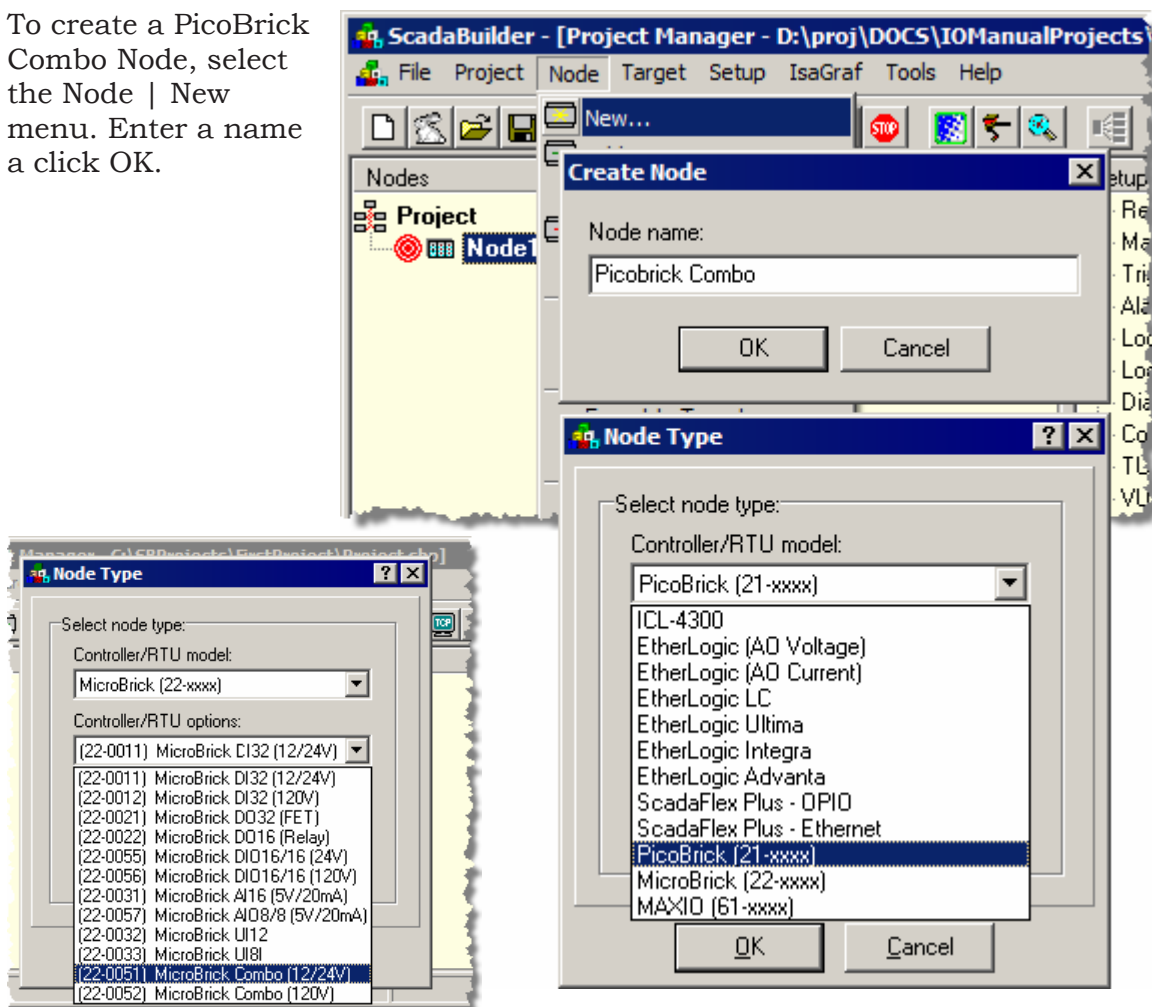 To create a PicoBrick
Combo Node, select
the Node | New
menu. Enter a name
a click OK.
ScadaBuilder - [Project Manager - D:\proj\DOCS\IOManualProjects\
File Project Node Target Setup IsaGraf Tools Help
New...
STOP
Nodes
Project
Node1
Create Node
Node name:
Picobrick Combo
OK Cancel
Node Type
Select node type:
Controller/RTU model:
PicoBrick (21-xxxx)
ICL-4300
EtherLogic (AO Voltage)
EtherLogic (AO Current)
EtherLogic LC
EtherLogic Ultima
EtherLogic Integra
EtherLogic Advanta
ScadaFlex Plus - OPIO
ScadaFlex Plus - Ethernet
PicoBrick (21-xxxx)
MicroBrick (22-xxxx)
MAXIO (61-xxxx)
OK Cancel
Manager - C:\SBProjects\FirstProject\Project.sbp]
Node Type
TCP
Select node type:
Controller/RTU model:
MicroBrick (22-xxxx)
Controller/RTU options:
(22-0011) MicroBrick DI32 (12/24V)
(22-0011) MicroBrick DI32 (12/24V)
(22-0012) MicroBrick DI32 (120V)
(22-0021) MicroBrick DO32 (FET)
(22-0022) MicroBrick DO16 (Relay)
(22-0055) MicroBrick DIO16/16 (24V)
(22-0056) MicroBrick DIO16/16 (120V)
(22-0031) MicroBrick AI16 (5V/20mA)
(22-0057) MicroBrick AIO8/8 (5V/20mA)
(22-0032) MicroBrick UI12
(22-0033) MicroBrick UI8I
(22-0051) MicroBrick Combo (12/24V)
(22-0052) MicroBrick Combo (120V)